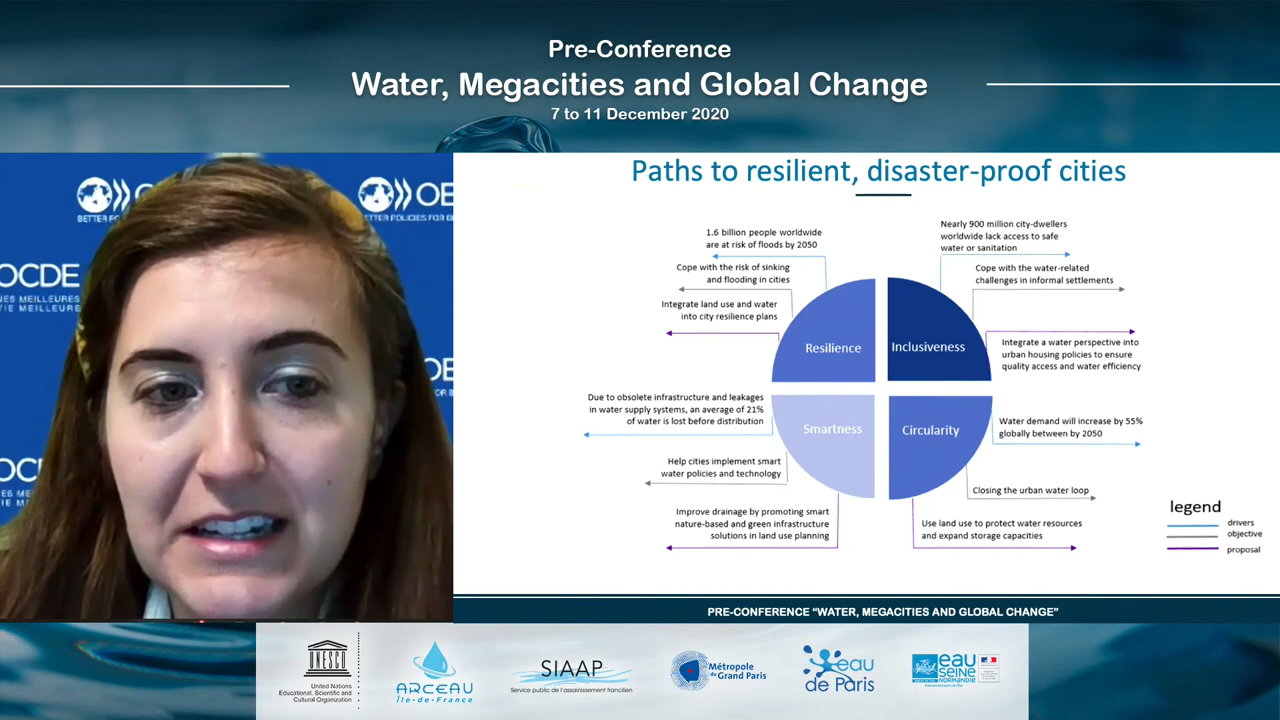 Pre-Conference
Water, Megacities and Global Change
7 to 11 December 2020
OE
BETTER P
OE
BETTER POLICIES FOR B
OCDE
ES MEILLEURES
VIE MEILLEURE
Paths to resilient, disaster-proof cities
1.6 billion people worldwide
are at risk of floods by 2050
Cope with the risk of sinking
and flooding in cities
Integrate land use and water
into city resilience plans
Nearly 900 million city-dwellers
worldwide lack access to safe
water or sanitation
Cope with the water-related
challenges in informal settlements
Integrate a water perspective into
urban housing policies to ensure
quality access and water efficiency
Resilience
Inclusiveness
Smartness
Circularity
Due to obsolete infrastructure and leakages
in water supply systems, an average of 21%
of water is lost before distribution
Help cities implement smart
water policies and technology
Improve drainage by promoting smart
nature-based and green infrastructure
solutions in land use planning
Water demand will increase by 55%
globally between by 2050
Closing the urban water loop
Use land use to protect water resources
and expand storage capacities
legend
drivers
objective
proposal
PRE-CONFERENCE “WATER, MEGACITIES AND GLOBAL CHANGE”
UNESCO
United Nations
Educational, Scientific and
Cultural Organization
ARCEAU
Île-de-France
SIAAP
Service public de l'assainissement francilien
Métropole
du Grand Paris
eau
de Paris
eau
SEINE
NORMANDIE